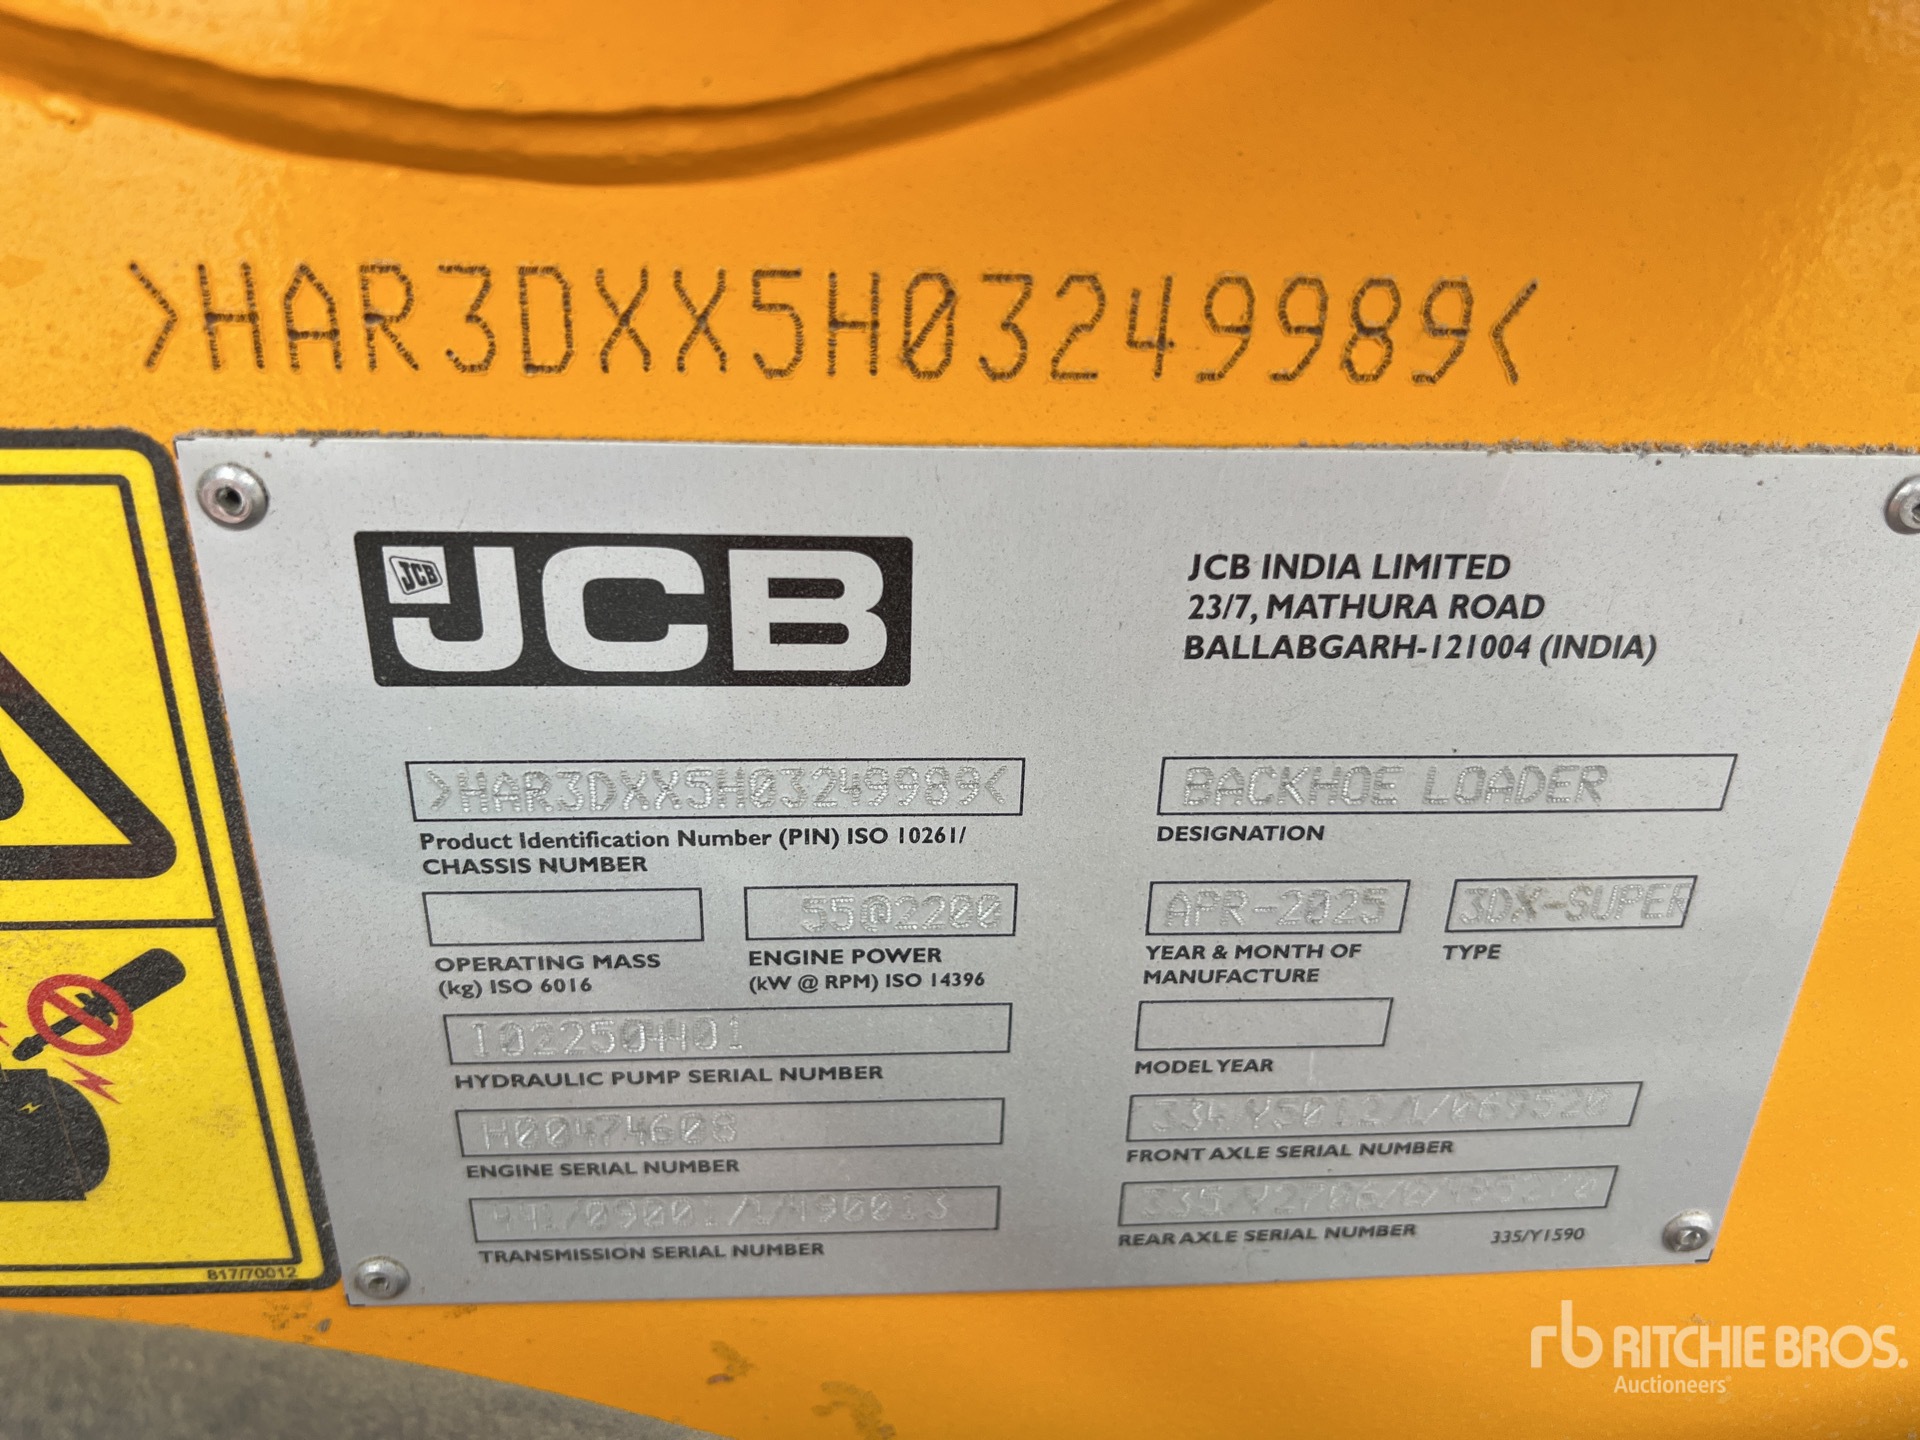 >HAR3DXX5H03249989<
JCB
JCB
JCB INDIA LIMITED
23/7, MATHURA ROAD
BALLABGARH-121004 (INDIA)
>HAR3DXX5H03249989<
Product Identification Number (PIN) ISO 10261/
CHASSIS NUMBER
BACKHOE LOADER
DESIGNATION
OPERATING MASS
(kg) ISO 6016
55@2200
ENGINE POWER
(kW @ RPM) ISO 14396
APR-2025
YEAR & MONTH OF
MANUFACTURE
3DX-SUPER
TYPE
MODEL YEAR
HYDRAULIC PUMP SERIAL NUMBER
H00474608
ENGINE SERIAL NUMBER
TRANSMISSION SERIAL NUMBER
FRONT AXLE SERIAL NUMBER
REAR AXLE SERIAL NUMBER
335/Y1590
817/70012
rb RITCHIE BROS.
Auctioneers